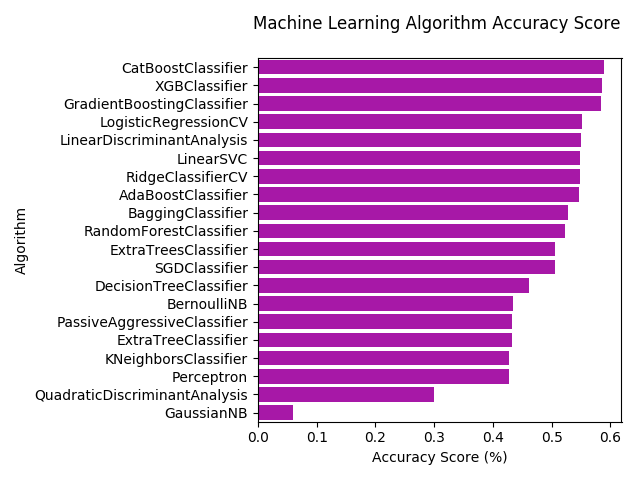 Machine Learning Algorithm Accuracy Score
Algorithm
CatBoostClassifier
XGBClassifier
GradientBoostingClassifier
LogisticRegressionCV
LinearDiscriminantAnalysis
LinearSVC
RidgeClassifierCV
AdaBoostClassifier
BaggingClassifier
RandomForestClassifier
ExtraTreesClassifier
SGDClassifier
DecisionTreeClassifier
BernoulliNB
PassiveAggressiveClassifier
ExtraTreeClassifier
KNeighborsClassifier
Perceptron
QuadraticDiscriminantAnalysis
GaussianNB
0.0 0.1 0.2 0.3 0.4 0.5 0.6
Accuracy Score (%)